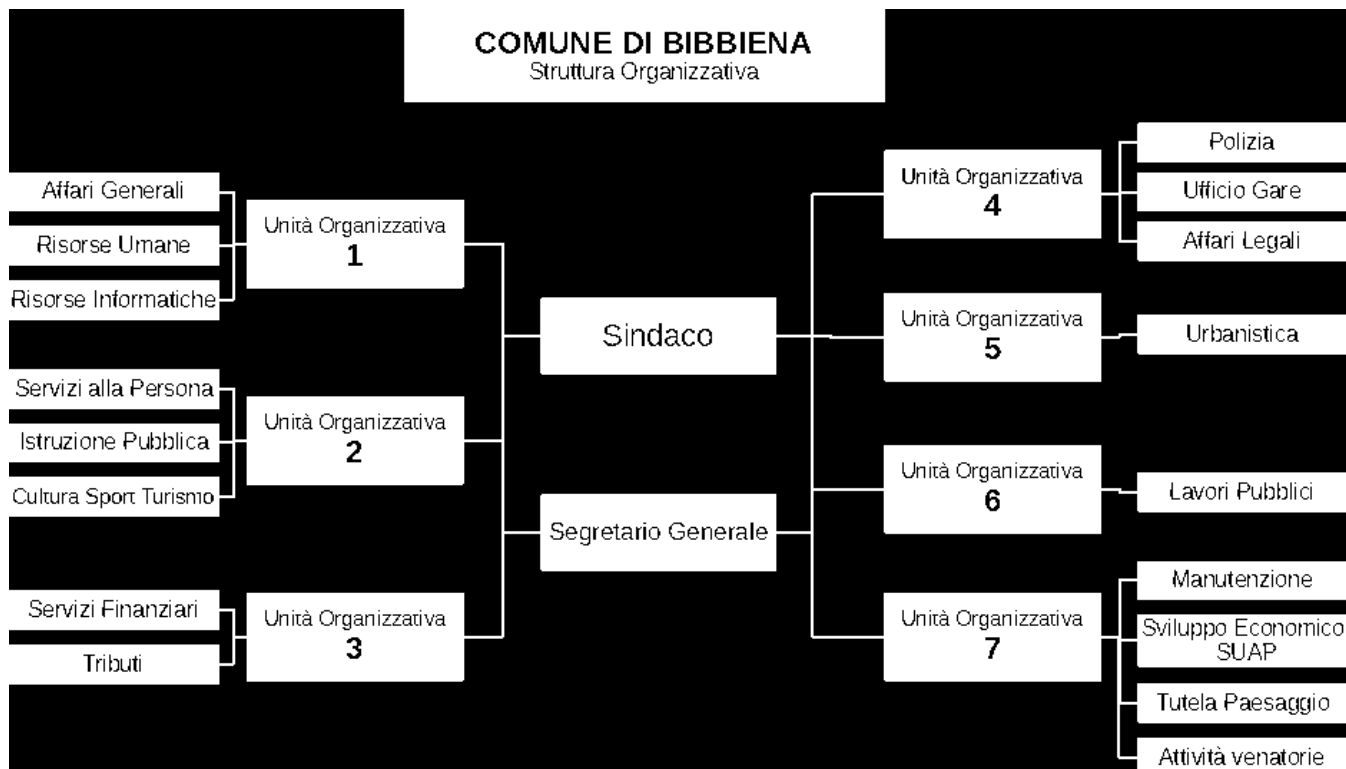 COMUNE DI BIBBIENA
Struttura Organizzativa
Affari Generali
Risorse Umane
Risorse Informatiche
Unità Organizzativa
1
Servizi alla Persona
Istruzione Pubblica
Cultura Sport Turismo
Unità Organizzativa
2
Servizi Finanziari
Tributi
Unità Organizzativa
3
Sindaco
Segretario Generale
Unità Organizzativa
4
Polizia
Ufficio Gare
Affari Legali
Unità Organizzativa
5
Urbanistica
Unità Organizzativa
6
Lavori Pubblici
Unità Organizzativa
7
Manutenzione
Sviluppo Economico
SUAP
Tutela Paesaggio
Attività venatorie